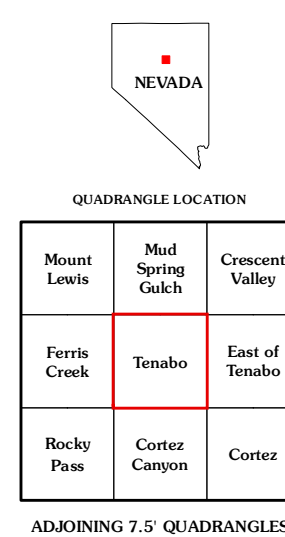 NEVADA
QUADRANGLE LOCATION
Mount
Lewis
Mud
Spring
Gulch
Crescent
Valley
Ferris
Creek
Tenabo
East of
Tenabo
Rocky
Pass
Cortez
Canyon
Cortez
ADJOINING 7.5' QUADRANGLES